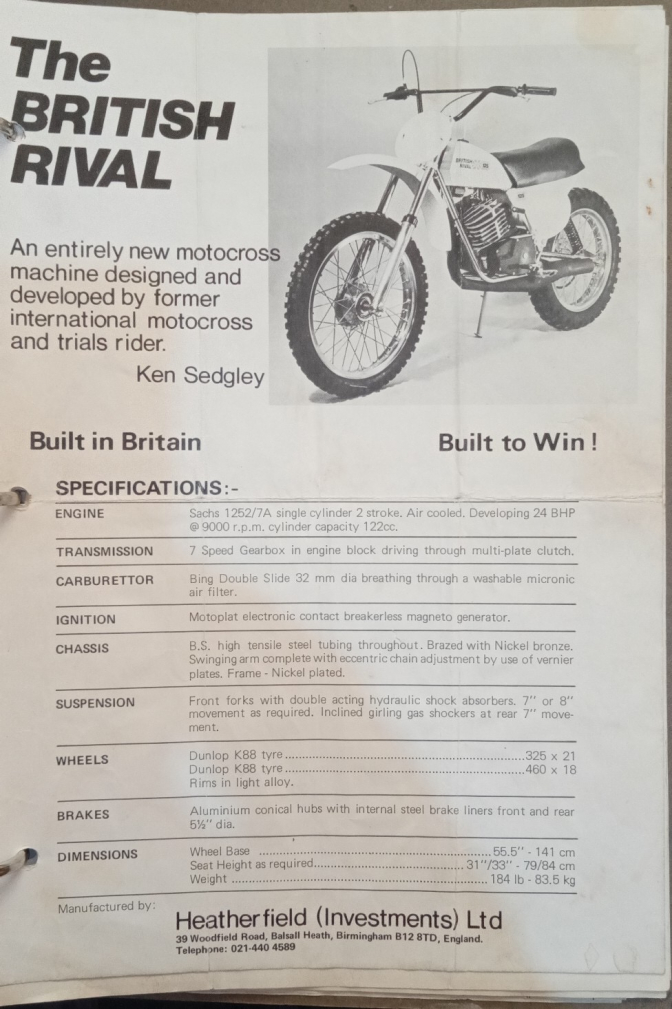 The
BRITISH
RIVAL
An entirely new motocross
machine designed and
developed by former
international motocross
and trials rider.
Ken Sedgley
BRITISH
RIVAL
Built in Britain
Built to Win !
SPECIFICATIONS:-
ENGINE Sachs 1252/7A single cylinder 2 stroke. Air cooled. Developing 24 BHP
@ 9000 r.p.m. cylinder capacity 122cc.
TRANSMISSION 7 Speed Gearbox in engine block driving through multi-plate clutch.
CARBURETTOR Bing Double Slide 32 mm dia breathing through a washable micronic
air filter.
IGNITION Motoplat electronic contact breakerless magneto generator.
CHASSIS B.S. high tensile steel tubing throughout. Brazed with Nickel bronze.
Swinging arm complete with eccentric chain adjustment by use of vernier
plates. Frame - Nickel plated.
SUSPENSION Front forks with double acting hydraulic shock absorbers. 7" or 8"
movement as required. Inclined girling gas shockers at rear 7" move-
ment.
WHEELS Dunlop K88 tyre 325 x 21
Dunlop K88 tyre 460 x 18
Rims in light alloy.
BRAKES Aluminium conical hubs with internal steel brake liners front and rear
5½" dia.
DIMENSIONS Wheel Base 55.5" - 141 cm
Seat Height as required 31"/33" - 79/84 cm
Weight 184 lb - 83.5 kg
Manufactured by:
Heatherfield (Investments) Ltd
39 Woodfield Road, Balsall Heath, Birmingham B12 8TD, England.
Telephone: 021-440 4589